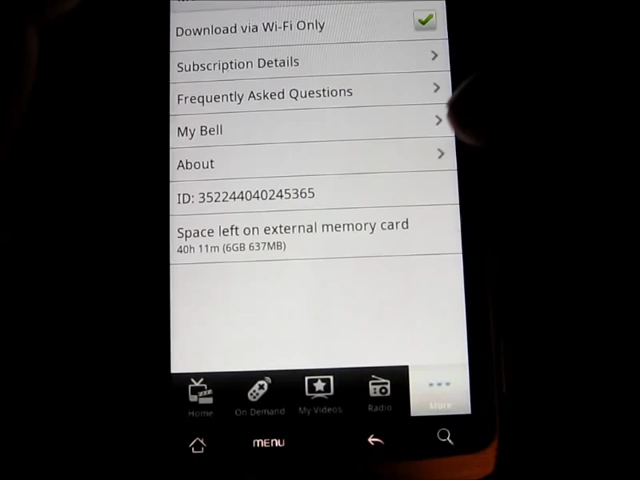 Download via Wi-Fi Only
Subscription Details
Frequently Asked Questions
My Bell
About
ID: 352244040245365
Space left on external memory card
40h 11m (6GB 637MB)
Home
On Demand
My Videos
Radio
More
MENU